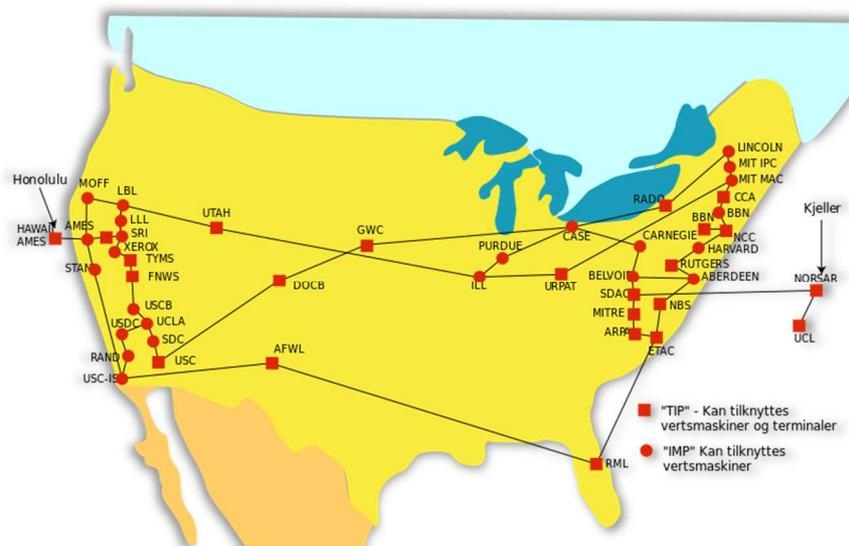 LINCOLN
MIT IPC
MIT MAC
Honolulu
MOFF
LBL
CCA
RADC
UTAH
LLL
BBN
BBN
Kjeller
HAWAI
AMES
AMES
SRI
GWC
CASE
CARNEGIE
NCC
XEROX
PURDUE
HARVARD
TYMS
STAN
RUTGERS
FNWS
DOCB
ILL
URPAT
BELVOIR
ABERDEEN
NORSAR
SDAC
USCB
NBS
USDC
UCLA
MITRE
SDC
ARPA
UCL
RAND
USC
AFWL
ETAC
USC-IS
"TIP" - Kan tilknyttes
vertsmaskiner og terminaler
"IMP" Kan tilknyttes
vertsmaskiner
RML